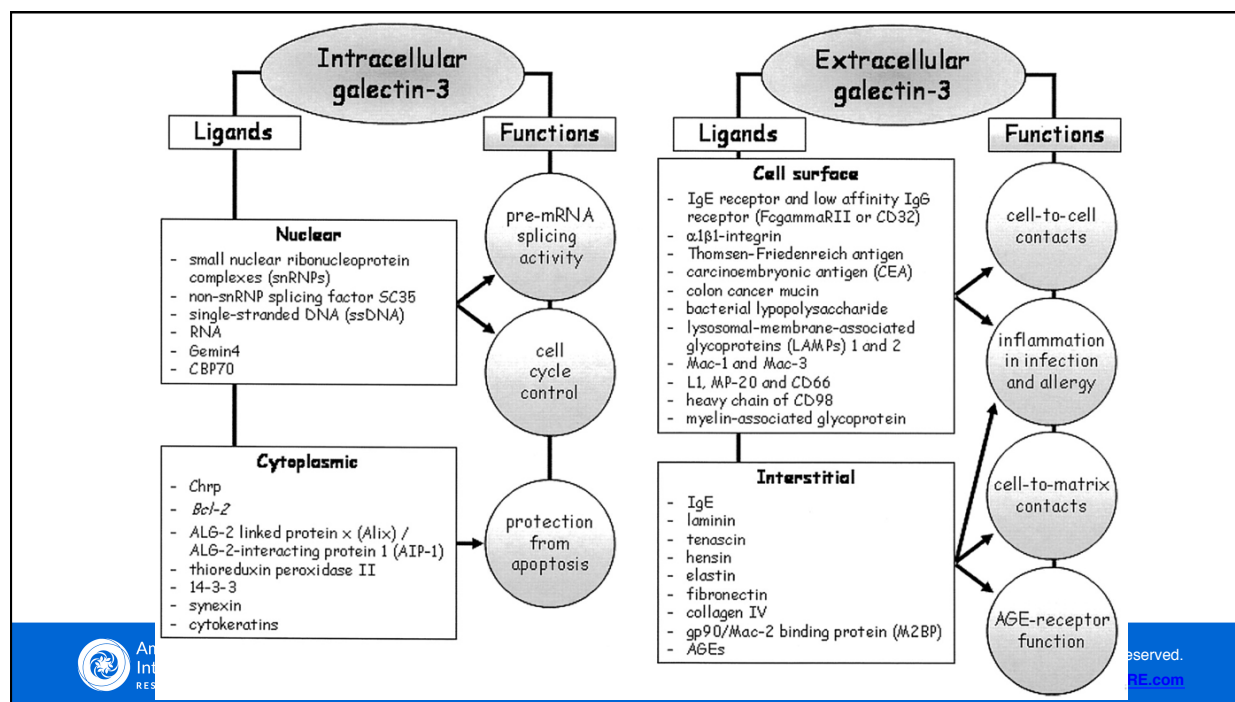 Intracellular
galectin-3
Ligands
Functions
Nuclear
- small nuclear ribonucleoprotein
complexes (snRNPs)
- non-snRNP splicing factor SC35
- single-stranded DNA (ssDNA)
- RNA
- Gemin4
- CBP70
Cytoplasmic
- Chrp
- Bcl-2
- ALG-2 linked protein x (Alix) /
ALG-2-interacting protein 1 (AIP-1)
- thioreduxin peroxidase II
- 14-3-3
- synexin
- cytokeratins
pre-mRNA
splicing
activity
cell
cycle
control
protection
from
apoptosis
Extracellular
galectin-3
Ligands
Functions
Cell surface
- IgE receptor and low affinity IgG
receptor (FcgammaRII or CD32)
- α1β1-integrin
- Thomsen-Friedenreich antigen
- carcinoembryonic antigen (CEA)
- colon cancer mucin
- bacterial lypopolysaccharide
- lysosomal-membrane-associated
glycoproteins (LAMPs) 1 and 2
- Mac-1 and Mac-3
- L1, MP-20 and CD66
- heavy chain of CD98
- myelin-associated glycoprotein
Interstitial
- IgE
- laminin
- tenascin
- hensin
- elastin
- fibronectin
- collagen IV
- gp90/Mac-2 binding protein (M2BP)
- AGEs
cell-to-cell
contacts
inflammation
in infection
and allergy
cell-to-matrix
contacts
AGE-receptor
function
eserved.
RE.com